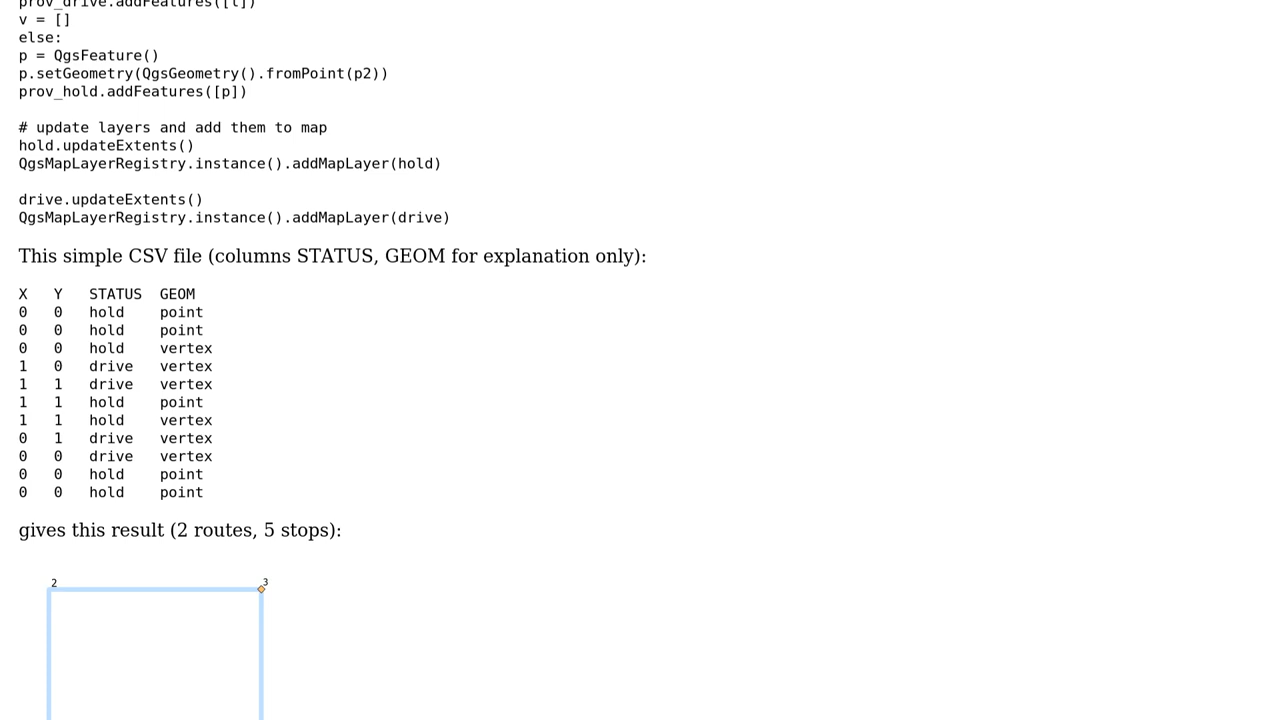 prov_drive.addFeatures([l])
v = []
else:
p = QgsFeature()
p.setGeometry(QgsGeometry().fromPoint(p2))
prov_hold.addFeatures([p])
# update layers and add them to map
hold.updateExtents()
QgsMapLayerRegistry.instance().addMapLayer(hold)
drive.updateExtents()
QgsMapLayerRegistry.instance().addMapLayer(drive)
This simple CSV file (columns STATUS, GEOM for explanation only):
X Y STATUS GEOM
0 0 hold point
0 0 hold point
0 0 hold vertex
1 0 drive vertex
1 1 drive vertex
1 1 hold point
1 1 hold vertex
0 1 drive vertex
0 0 drive vertex
0 0 hold point
0 0 hold point
gives this result (2 routes, 5 stops):
2 3